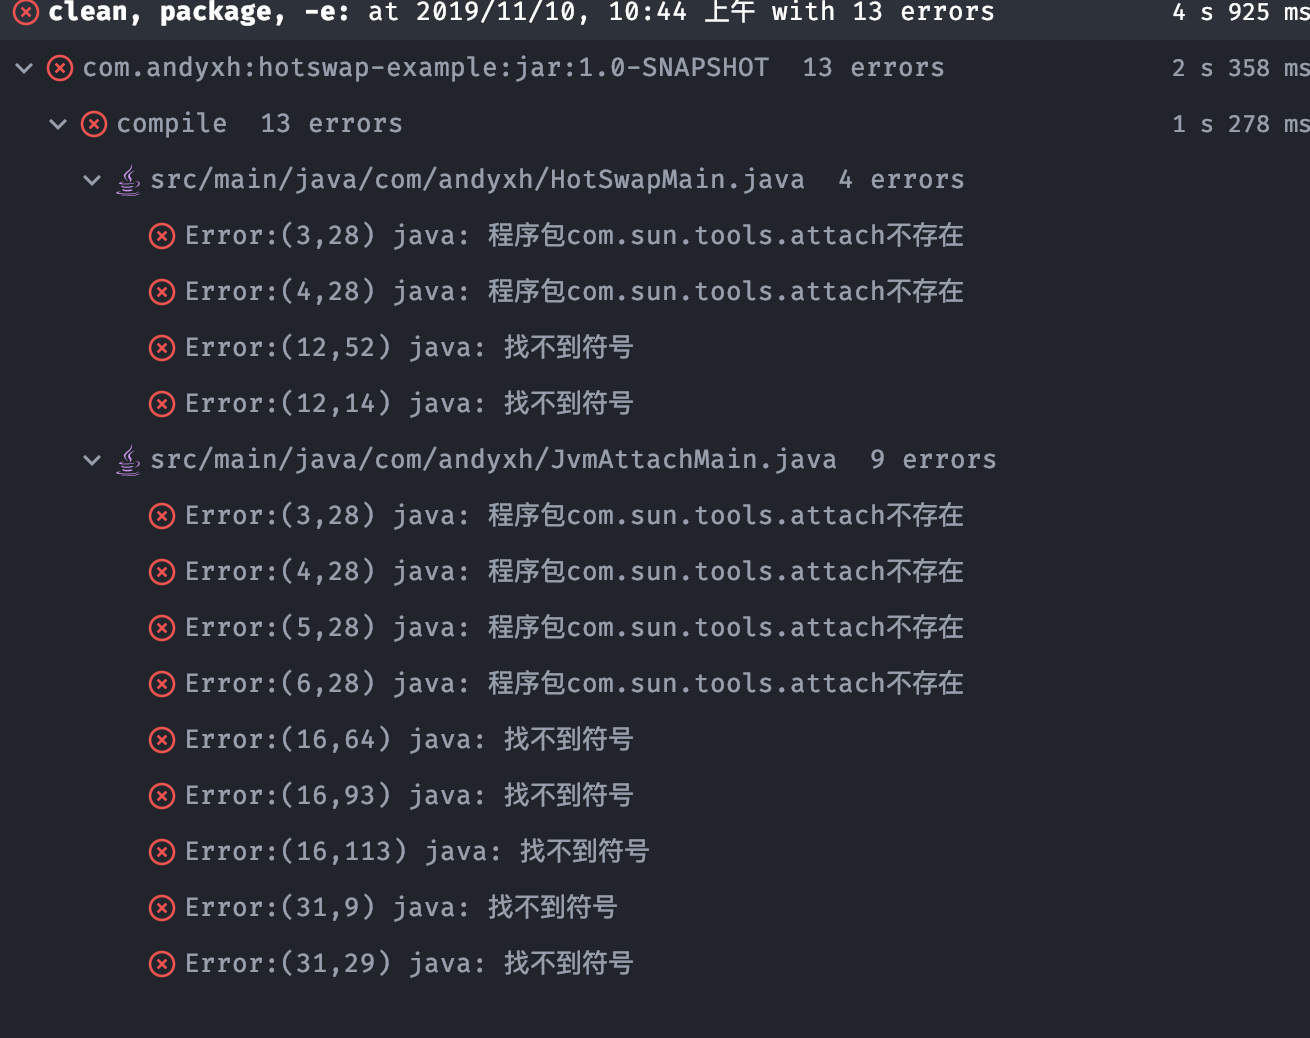 clean, package, -e: at 2019/11/10, 10:44 上午 with 13 errors 4 s 925 ms
com.andyxh:hotswap-example:jar:1.0-SNAPSHOT 13 errors 2 s 358 ms
compile 13 errors 1 s 278 ms
src/main/java/com/andyxh/HotSwapMain.java 4 errors
Error:(3,28) java: 程序包com.sun.tools.attach不存在
Error:(4,28) java: 程序包com.sun.tools.attach不存在
Error:(12,52) java: 找不到符号
Error:(12,14) java: 找不到符号
src/main/java/com/andyxh/JvmAttachMain.java 9 errors
Error:(3,28) java: 程序包com.sun.tools.attach不存在
Error:(4,28) java: 程序包com.sun.tools.attach不存在
Error:(5,28) java: 程序包com.sun.tools.attach不存在
Error:(6,28) java: 程序包com.sun.tools.attach不存在
Error:(16,64) java: 找不到符号
Error:(16,93) java: 找不到符号
Error:(16,113) java: 找不到符号
Error:(31,9) java: 找不到符号
Error:(31,29) java: 找不到符号